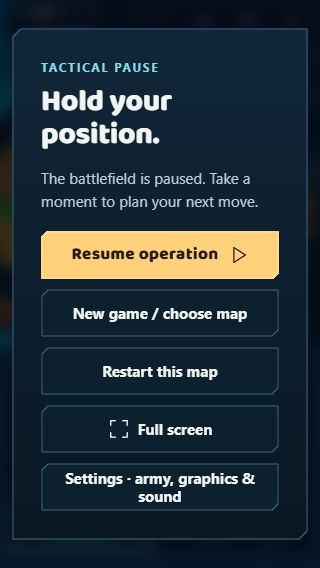 TACTICAL PAUSE
Hold your
position.
The battlefield is paused. Take a
moment to plan your next move.
Resume operation
New game / choose map
Restart this map
Full screen
Settings · army, graphics &
sound